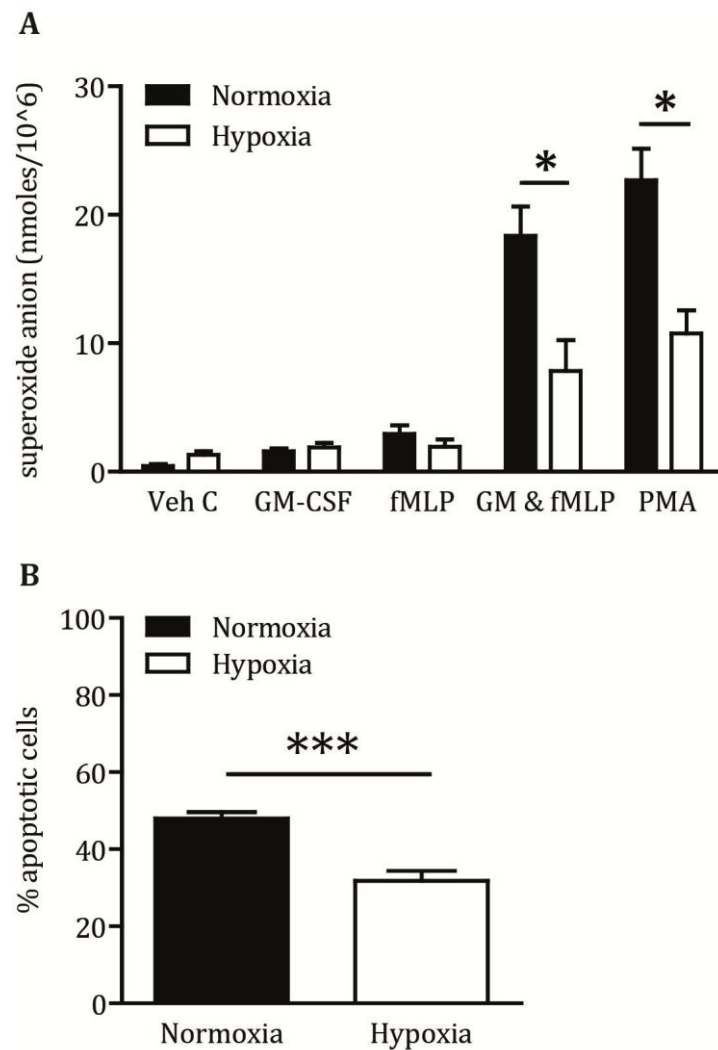 A
superoxide anion (nmoles/10^6)
30
20
10
0
Normoxia
Hypoxia
*
*
Veh C GM-CSF fMLP GM & fMLP PMA
B
% apoptotic cells
100
80
60
40
20
0
Normoxia
Hypoxia
***
Normoxia Hypoxia